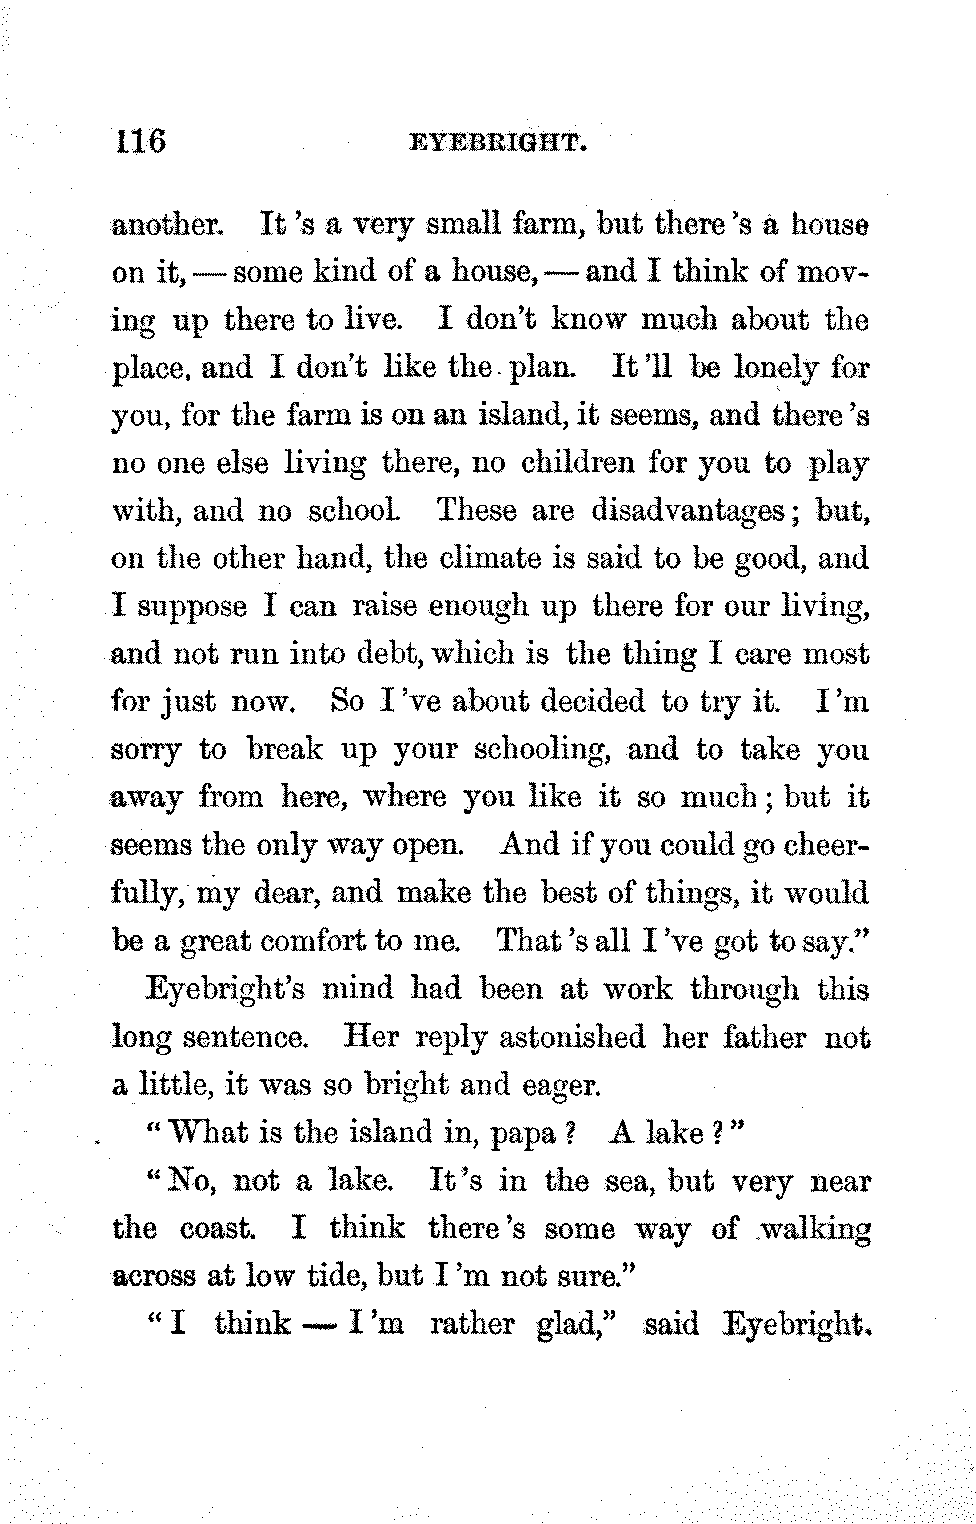 116 EYEBRIGHT.
another. It 's a very small farm, but there 's a house
on it, — some kind of a house, — and I think of mov-
ing up there to live. I don't know much about the
place, and I don't like the plan. It 'll be lonely for
you, for the farm is on an island, it seems, and there 's
no one else living there, no children for you to play
with, and no school. These are disadvantages; but,
on the other hand, the climate is said to be good, and
I suppose I can raise enough up there for our living,
and not run into debt, which is the thing I care most
for just now. So I 've about decided to try it. I 'm
sorry to break up your schooling, and to take you
away from here, where you like it so much; but it
seems the only way open. And if you could go cheer-
fully, my dear, and make the best of things, it would
be a great comfort to me. That 's all I 've got to say."
Eyebright's mind had been at work through this
long sentence. Her reply astonished her father not
a little, it was so bright and eager.
"What is the island in, papa? A lake?"
"No, not a lake. It 's in the sea, but very near
the coast. I think there 's some way of walking
across at low tide, but I 'm not sure."
"I think — I 'm rather glad," said Eyebright.